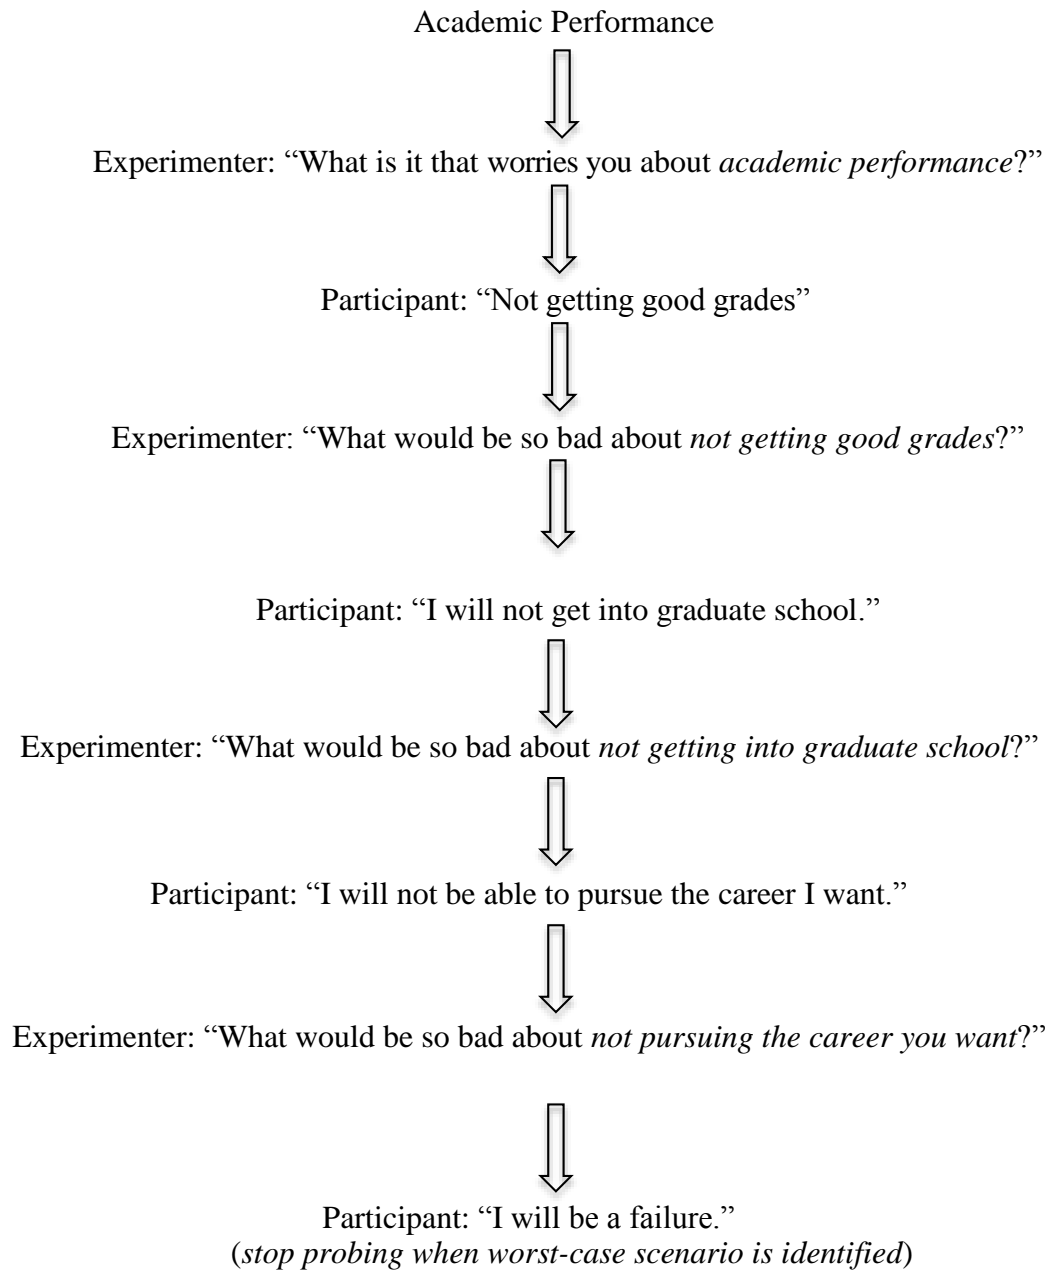 Academic Performance
Experimenter: “What is it that worries you about academic performance?”
Participant: “Not getting good grades”
Experimenter: “What would be so bad about not getting good grades?”
Participant: “I will not get into graduate school.”
Experimenter: “What would be so bad about not getting into graduate school?”
Participant: “I will not be able to pursue the career I want.”
Experimenter: “What would be so bad about not pursuing the career you want?”
Participant: “I will be a failure.”
(stop probing when worst-case scenario is identified)